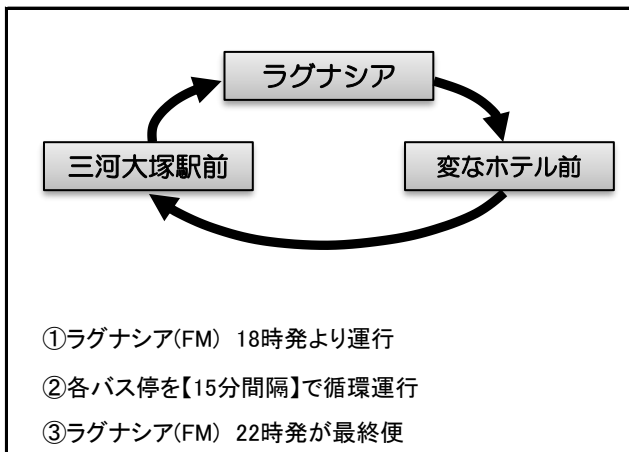 ラグナシア
三河大塚駅前
変なホテル前
①ラグナシア(FM) 18時発より運行
②各バス停を【15分間隔】で循環運行
③ラグナシア(FM) 22時発が最終便